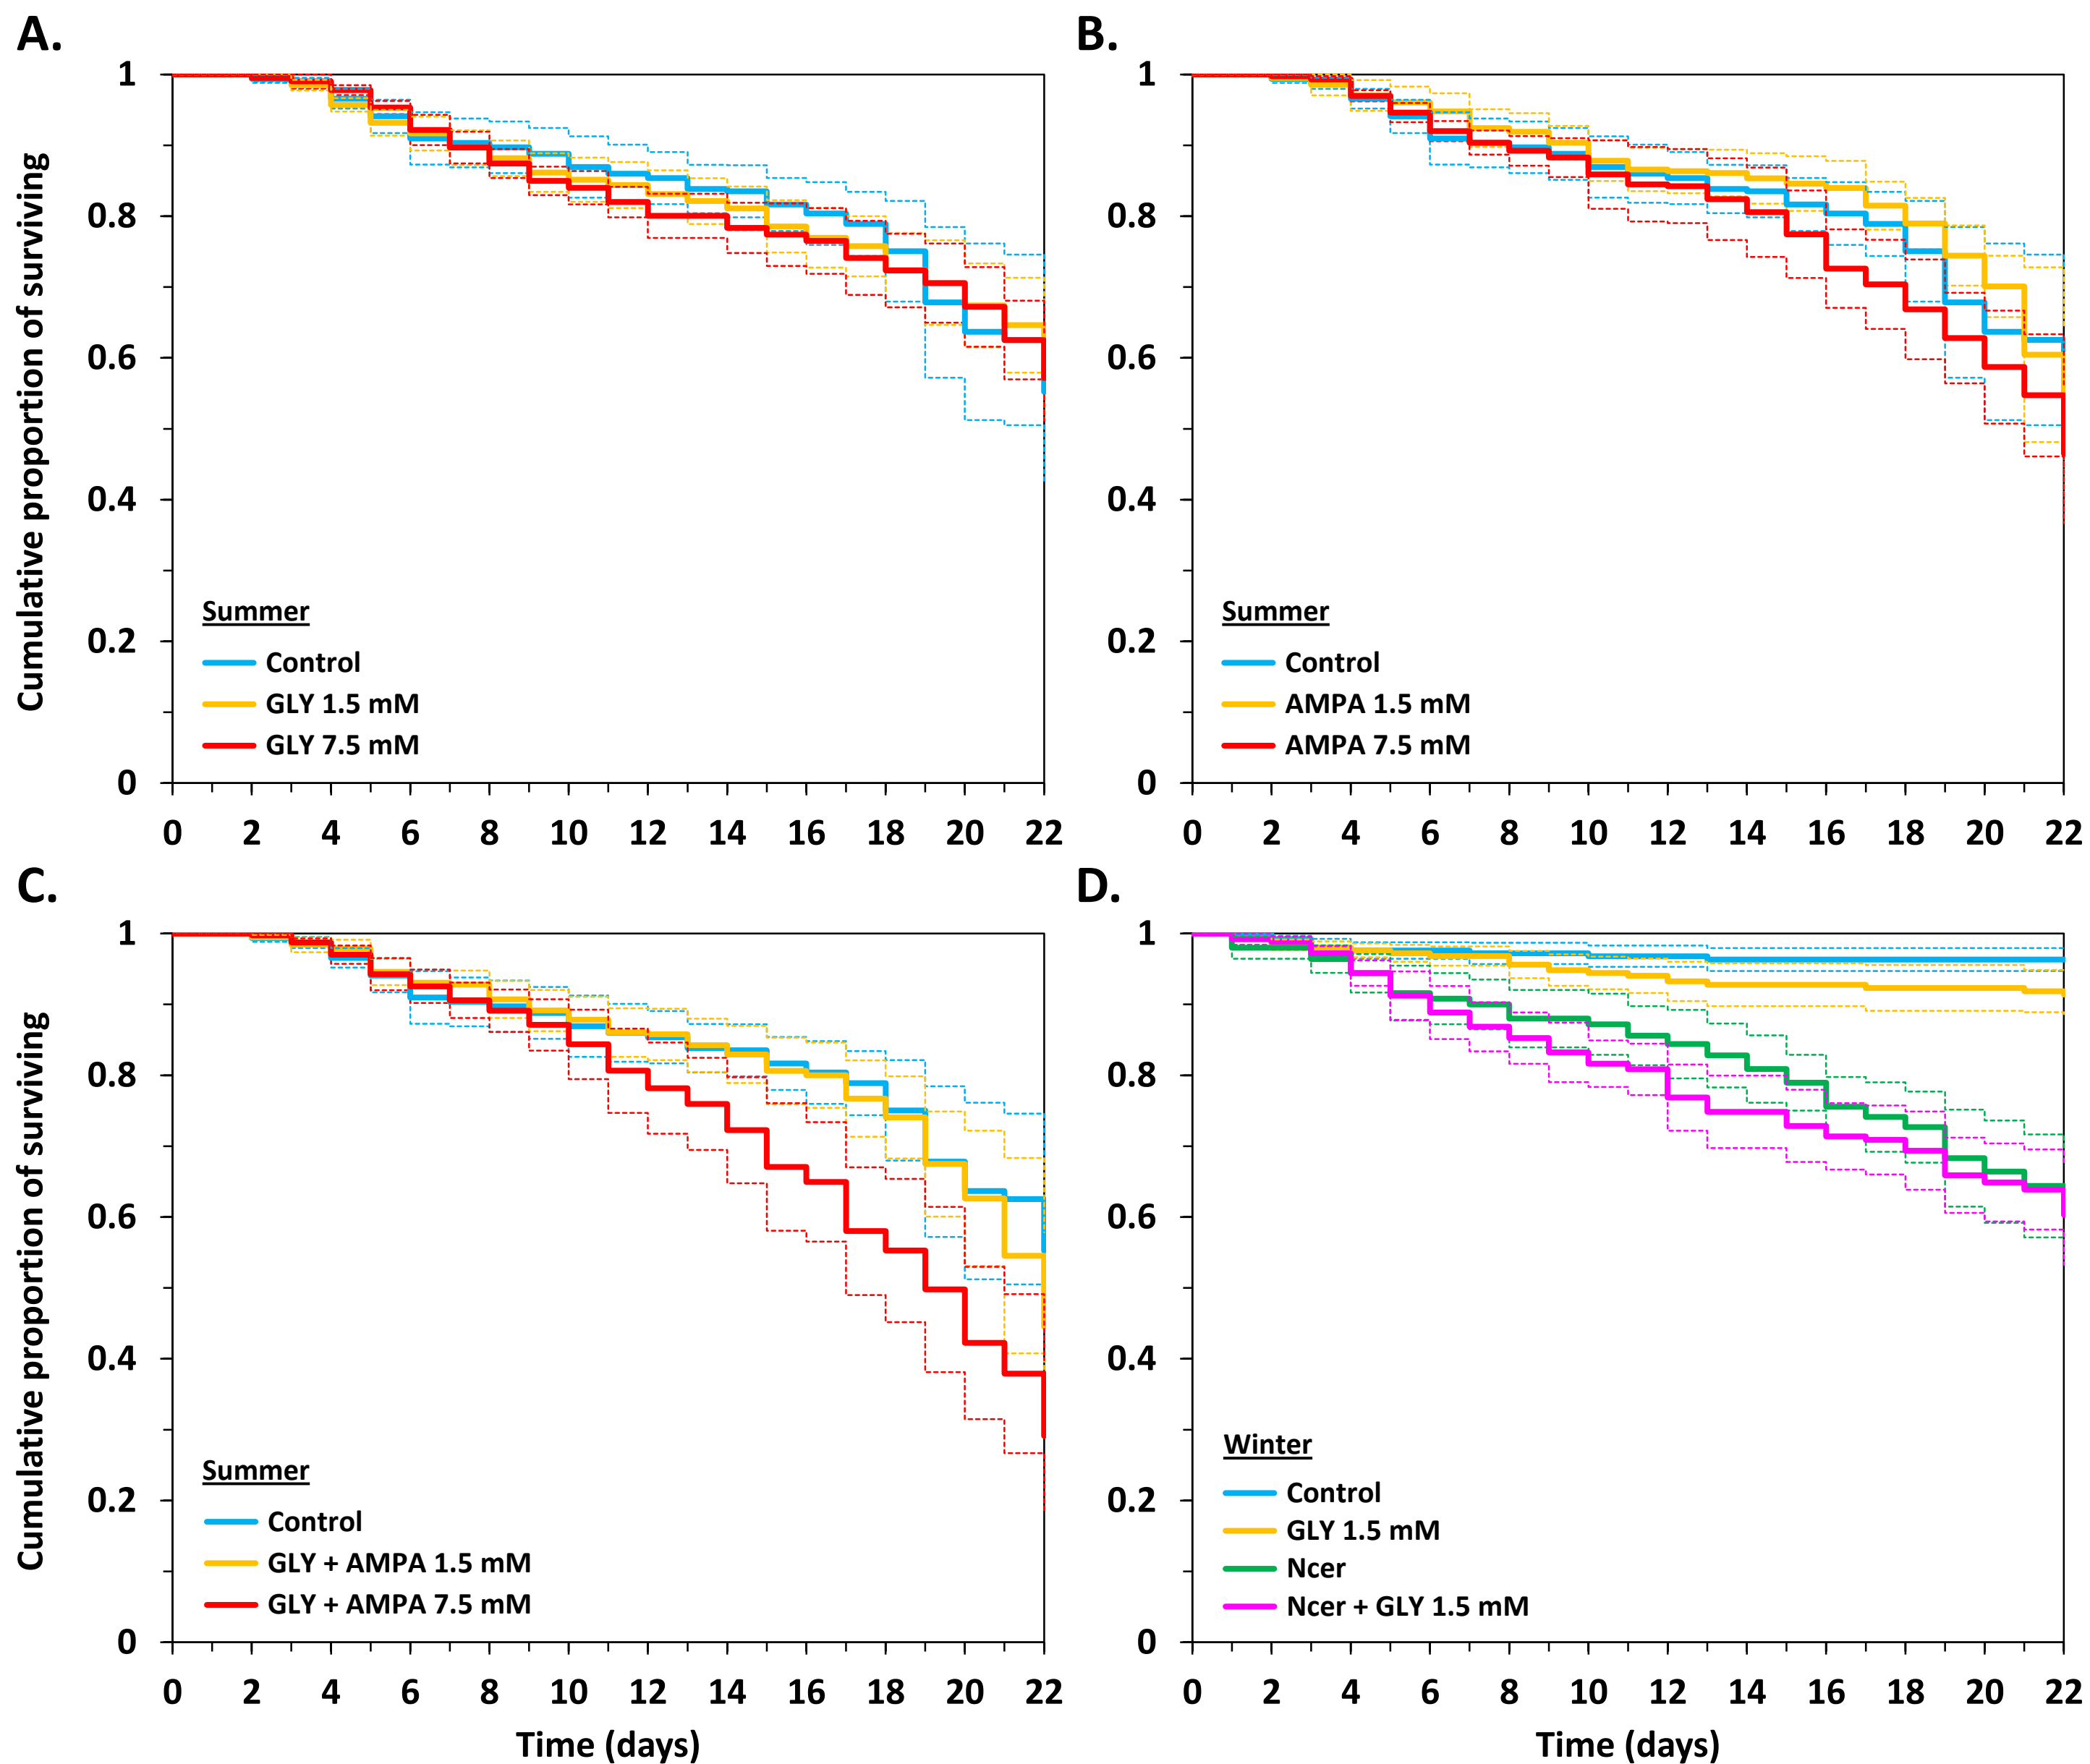 A.
Cumulative proportion of surviving
1
0.8
0.6
0.4
0.2
0
Summer
Control
GLY 1.5 mM
GLY 7.5 mM
0 2 4 6 8 10 12 14 16 18 20 22
B.
1
0.8
0.6
0.4
0.2
0
Summer
Control
AMPA 1.5 mM
AMPA 7.5 mM
0 2 4 6 8 10 12 14 16 18 20 22
C.
Cumulative proportion of surviving
1
0.8
0.6
0.4
0.2
0
Summer
Control
GLY + AMPA 1.5 mM
GLY + AMPA 7.5 mM
0 2 4 6 8 10 12 14 16 18 20 22
Time (days)
D.
1
0.8
0.6
0.4
0.2
0
Winter
Control
GLY 1.5 mM
Ncer
Ncer + GLY 1.5 mM
0 2 4 6 8 10 12 14 16 18 20 22
Time (days)